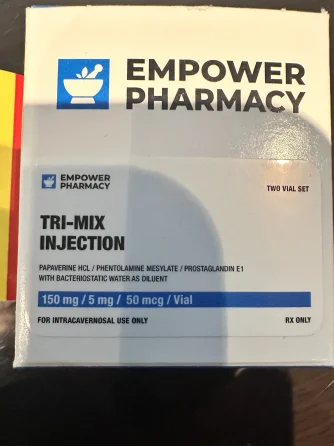 EMPOWER
PHARMACY
EMPOWER
PHARMACY
TWO VIAL SET
TRI-MIX
INJECTION
PAPAVERINE HCL / PHENTOLAMINE MESYLATE / PROSTAGLANDIN E1
WITH BACTERIOSTATIC WATER AS DILUENT
150 mg / 5 mg / 50 mcg / Vial
FOR INTRACAVERNOSAL USE ONLY
RX ONLY